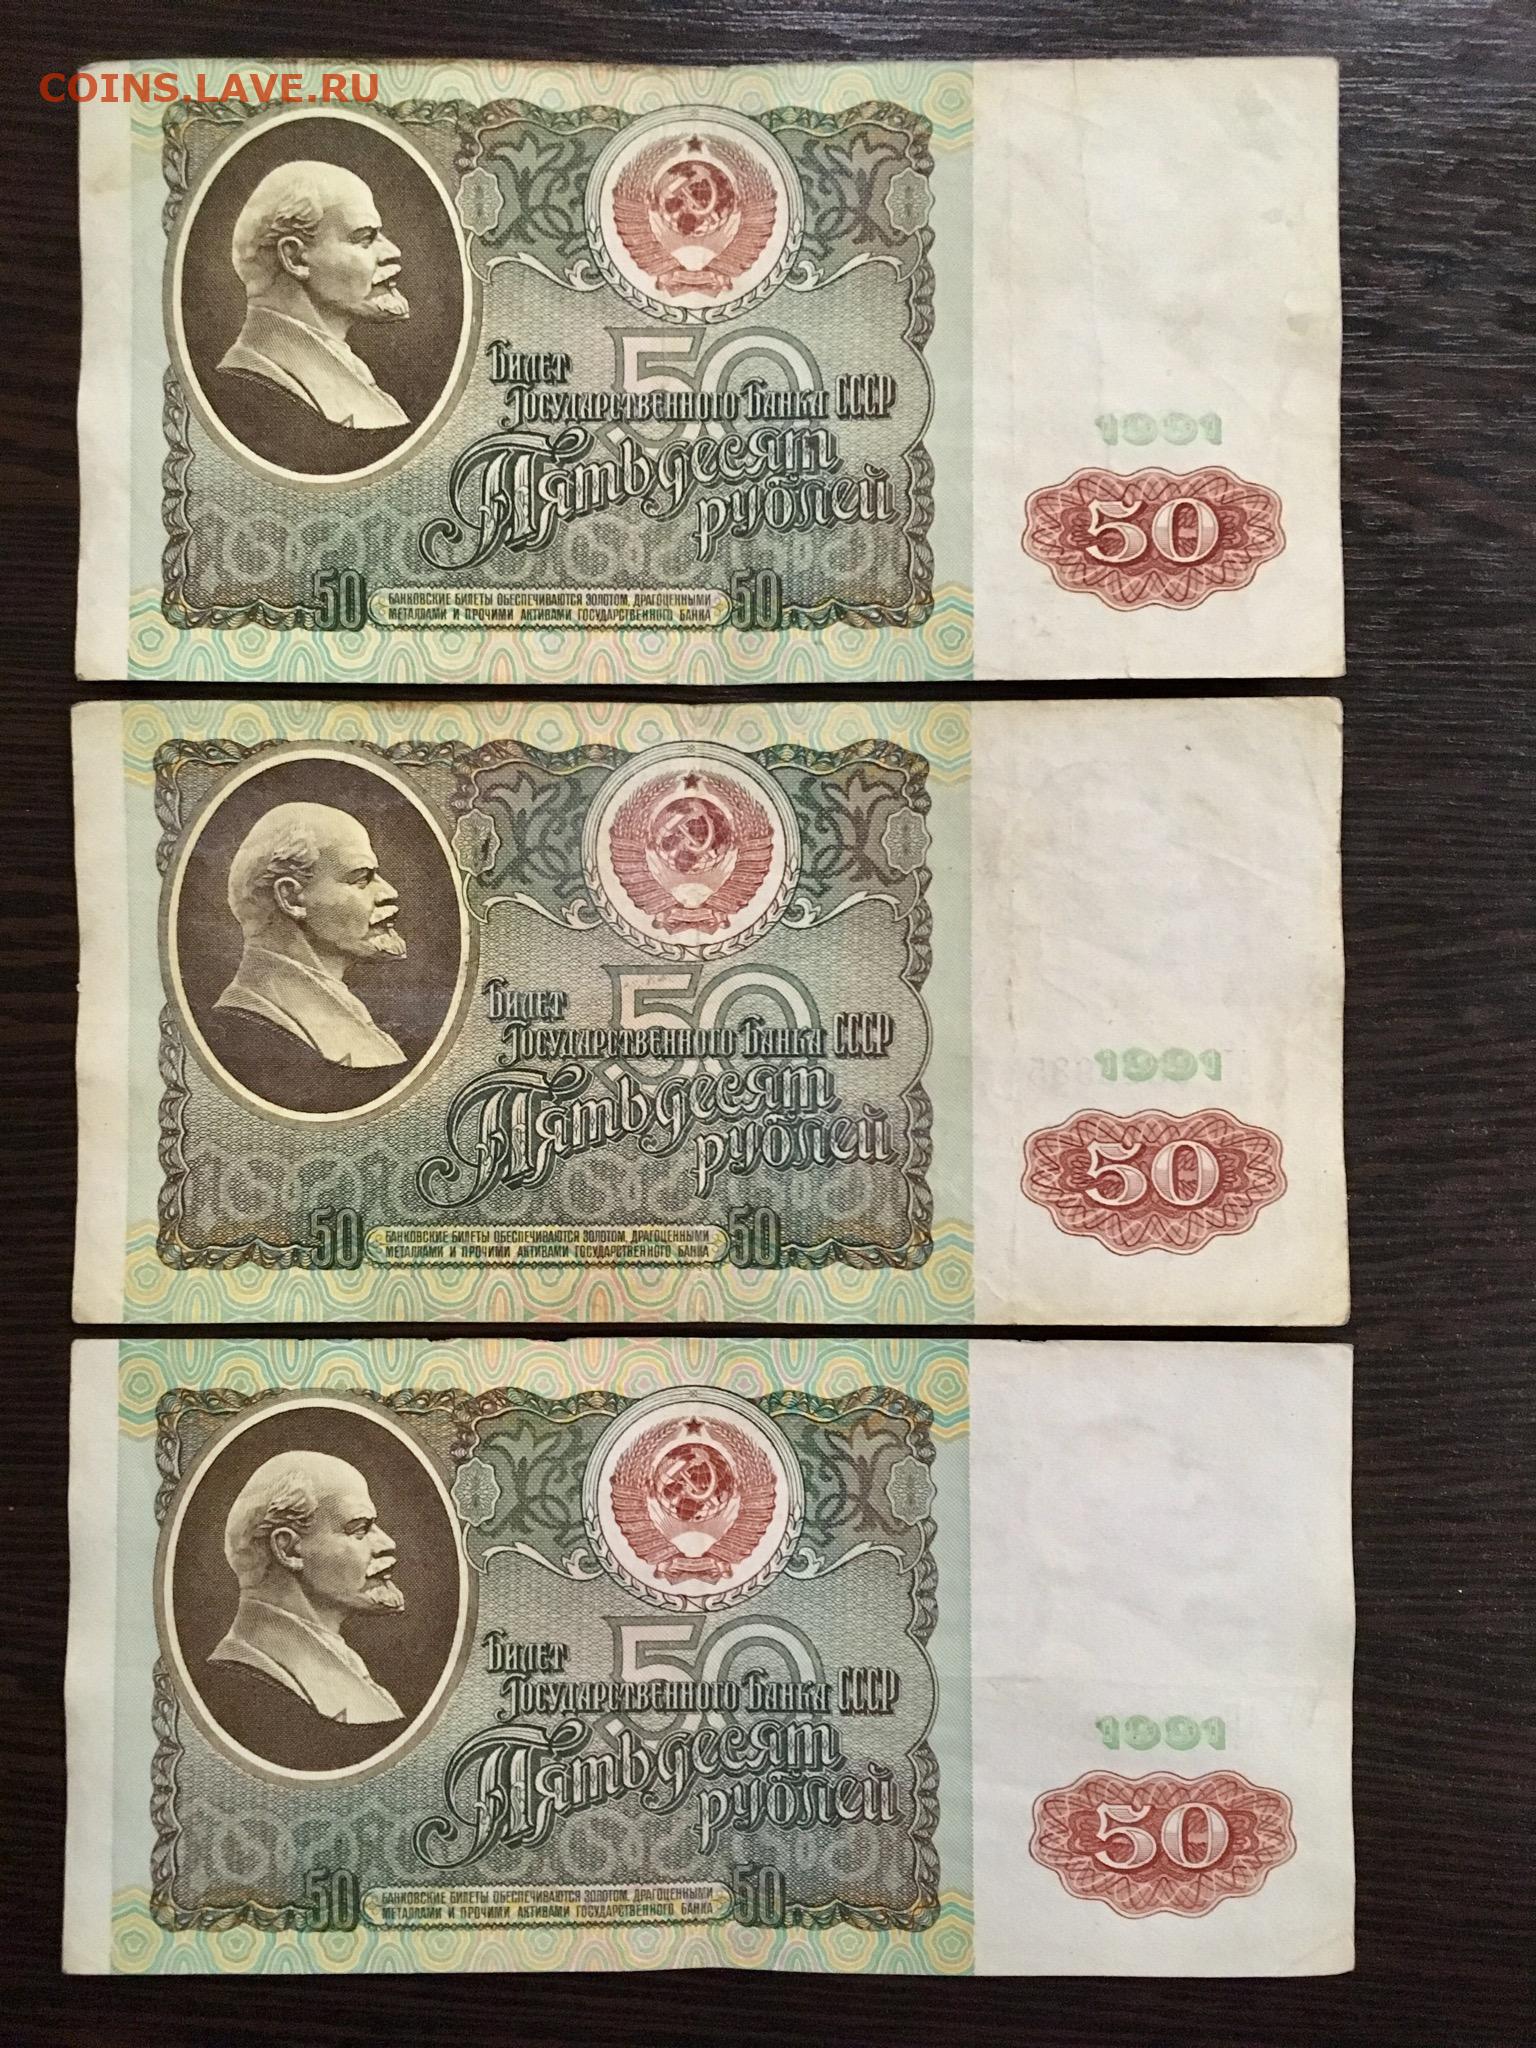 COINS.LAVE.RU
Билет
Государственного Банка СССР
50
Пятьдесят
рублей
1991
50
50
БАНКОВСКИЕ БИЛЕТЫ ОБЕСПЕЧИВАЮТСЯ ЗОЛОТОМ, ДРАГОЦЕННЫМИ
МЕТАЛЛАМИ И ПРОЧИМИ АКТИВАМИ ГОСУДАРСТВЕННОГО БАНКА
50
Билет
Государственного Банка СССР
50
Пятьдесят
рублей
1991
50
50
БАНКОВСКИЕ БИЛЕТЫ ОБЕСПЕЧИВАЮТСЯ ЗОЛОТОМ, ДРАГОЦЕННЫМИ
МЕТАЛЛАМИ И ПРОЧИМИ АКТИВАМИ ГОСУДАРСТВЕННОГО БАНКА
50
Билет
Государственного Банка СССР
50
Пятьдесят
рублей
1991
50
50
БАНКОВСКИЕ БИЛЕТЫ ОБЕСПЕЧИВАЮТСЯ ЗОЛОТОМ, ДРАГОЦЕННЫМИ
МЕТАЛЛАМИ И ПРОЧИМИ АКТИВАМИ ГОСУДАРСТВЕННОГО БАНКА
50